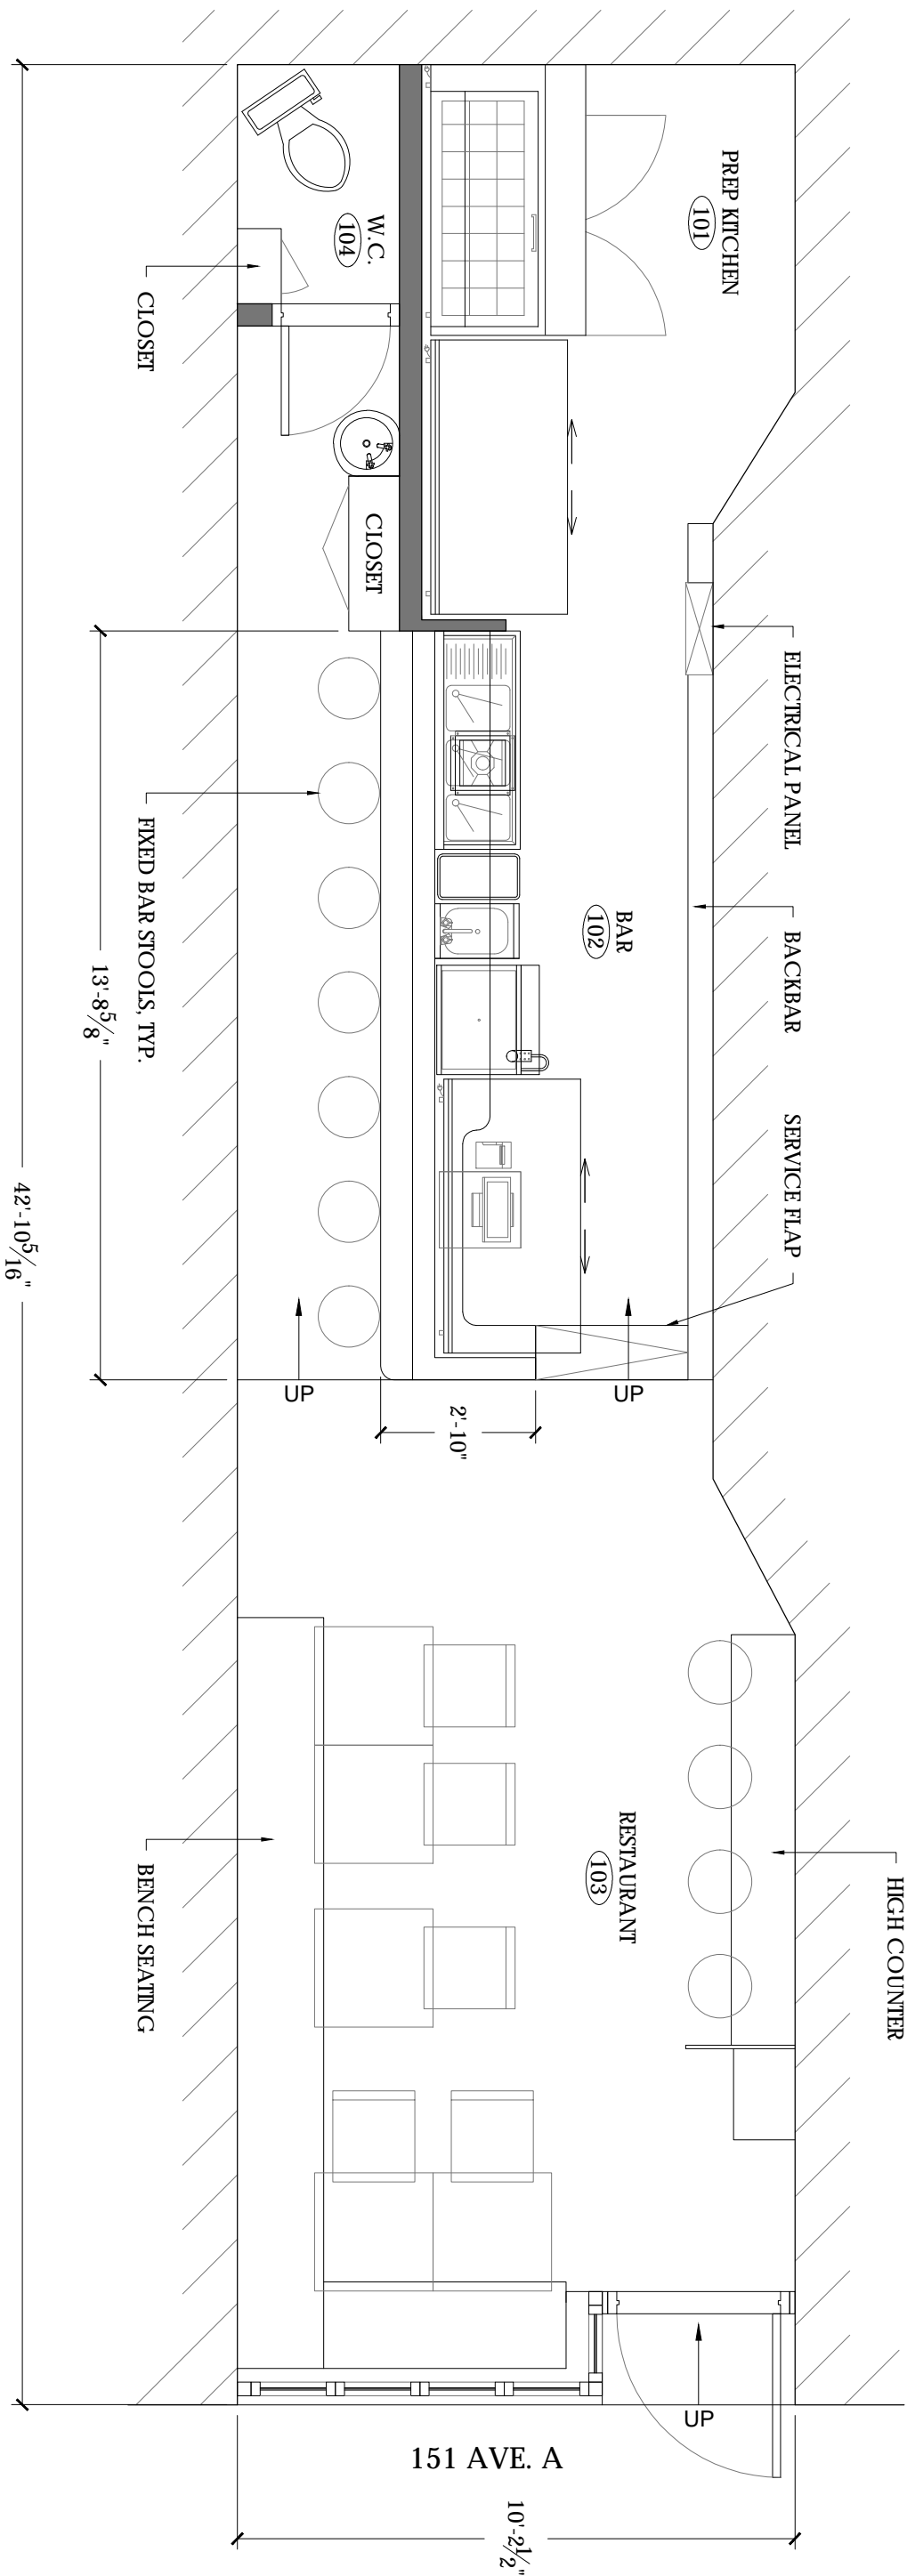 PREP KITCHEN
101
W.C.
104
CLOSET
CLOSET
ELECTRICAL PANEL
BACKBAR
SERVICE FLAP
BAR
102
FIXED BAR STOOLS, TYP.
13'-8 5/8"
42'-10 5/16"
UP
UP
2'-10"
HIGH COUNTER
RESTAURANT
103
BENCH SEATING
UP
151 AVE. A
10'-2 1/2"